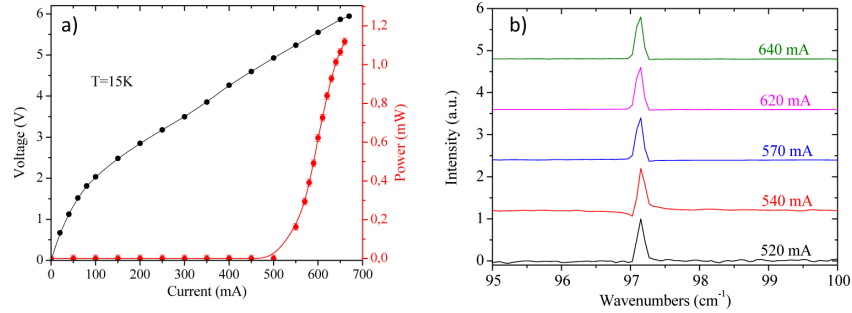 a)
T=15K
Voltage (V)
6
5
4
3
2
1
0
0 100 200 300 400 500 600 700
Current (mA)
1,2
1,0
0,8
0,6
0,4
0,2
0,0
Power (mW)
b)
Intensity (a.u.)
6
5
4
3
2
1
0
640 mA
620 mA
570 mA
540 mA
520 mA
95 96 97 98 99 100
Wavenumbers (cm⁻¹)